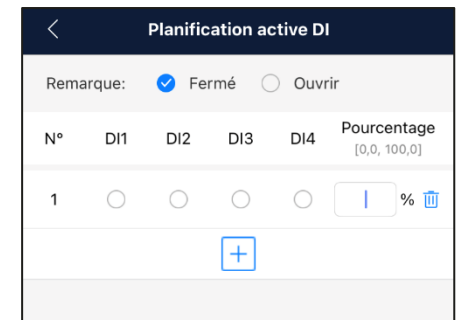 Planification active DI
Remarque: Fermé Ouvrir
N° DI1 DI2 DI3 DI4 Pourcentage
[0,0, 100,0]
1 %